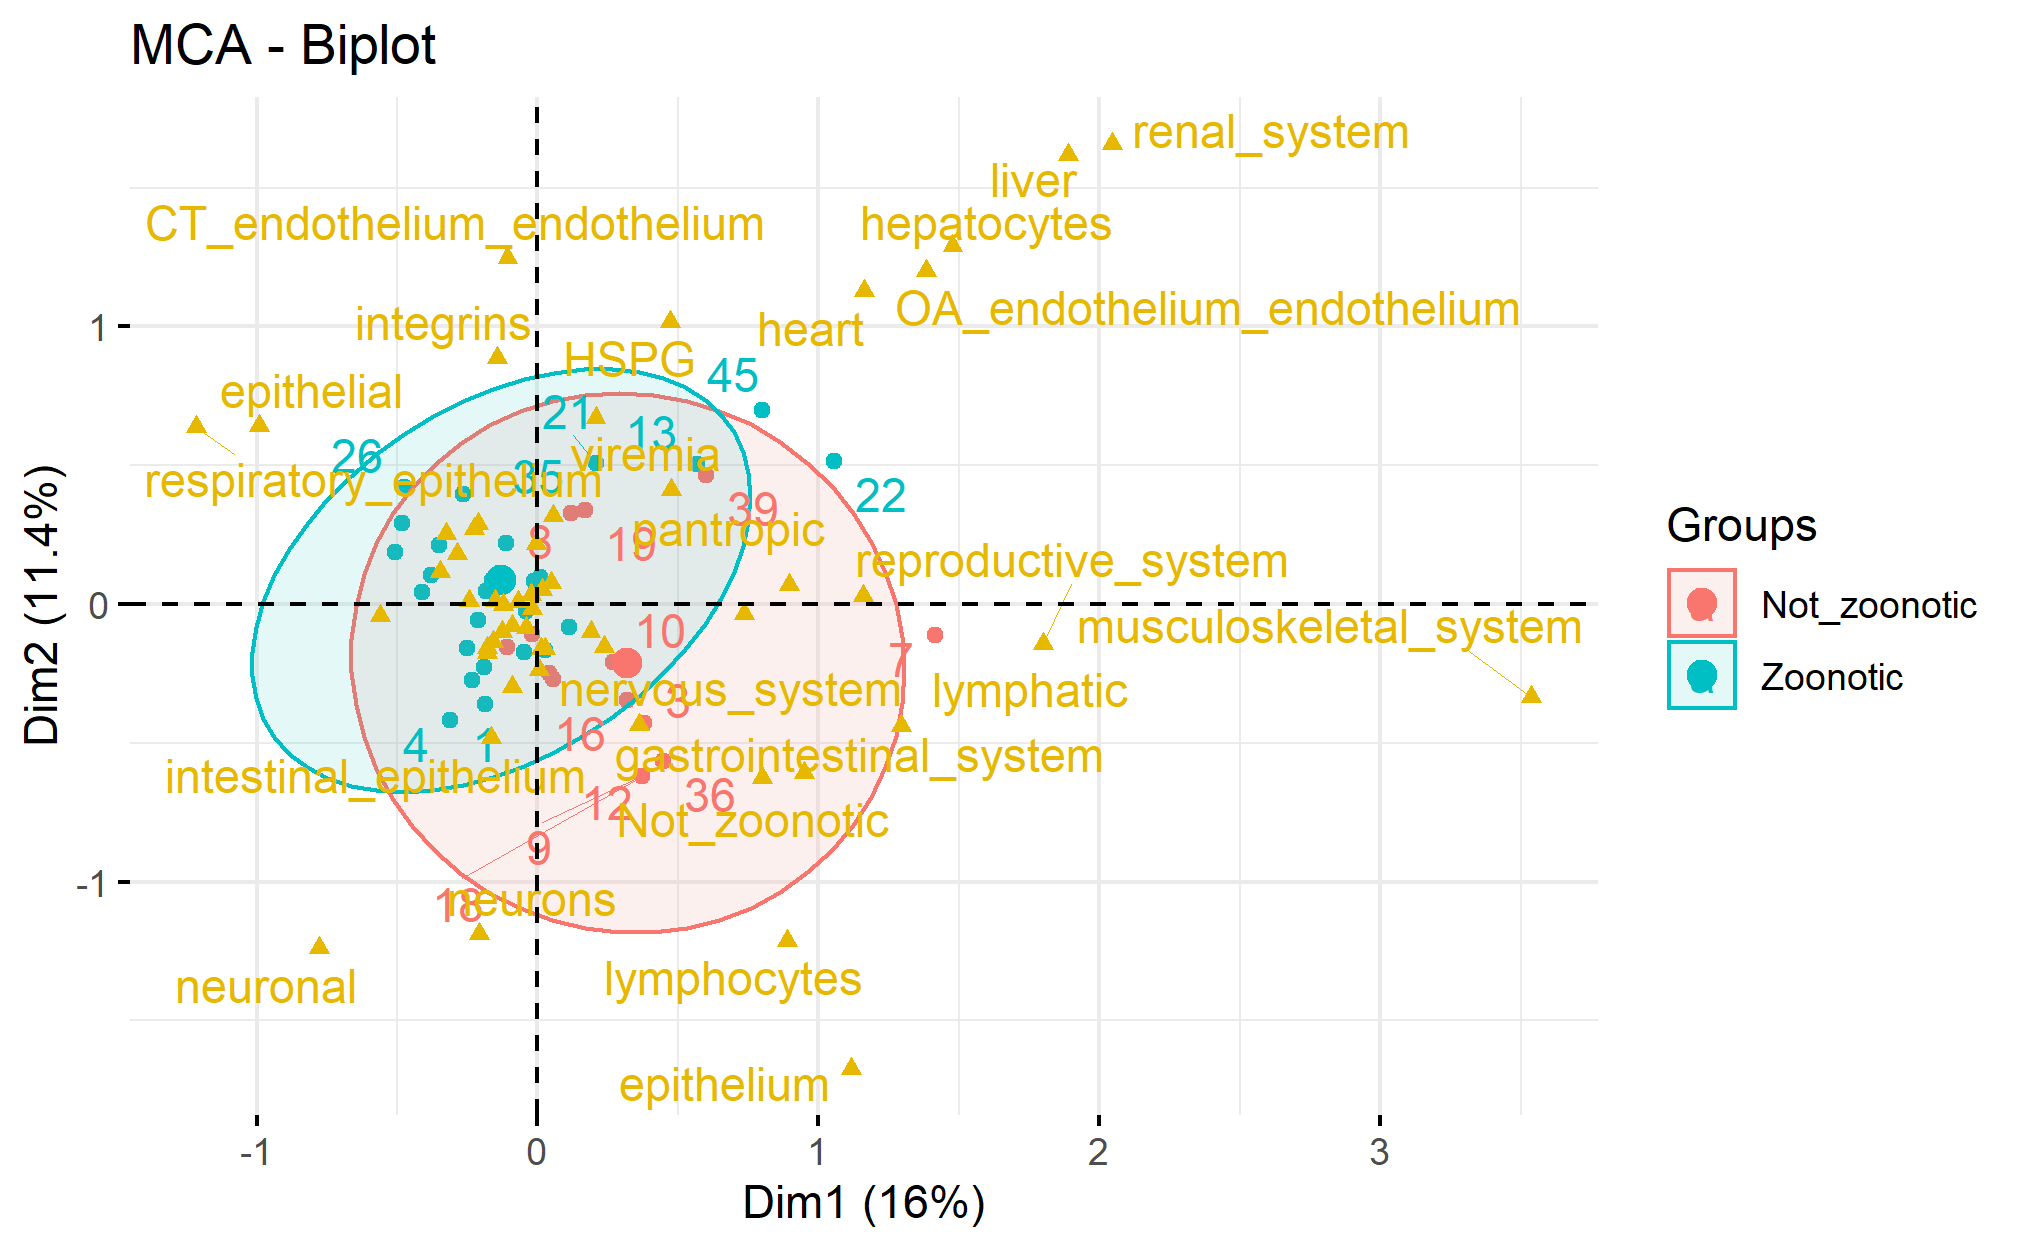 MCA - Biplot
renal_system
liver
CT_endothelium_endothelium
hepatocytes
OA_endothelium_endothelium
integrins
heart
1
HSPG
45
epithelial
21
13
26
viremia
35
respiratory_epithelium
22
39
pantropic
8
19
Groups
reproductive_system
Not_zoonotic
0
10
musculoskeletal_system
7
Zoonotic
nervous_system
3
lymphatic
16
4
1
gastrointestinal_system
intestinal_epithelium
12
36
Not_zoonotic
9
-1
18
neurons
neuronal
lymphocytes
epithelium
-1
0
1
2
3
Dim1 (16%)
Dim2 (11.4%)